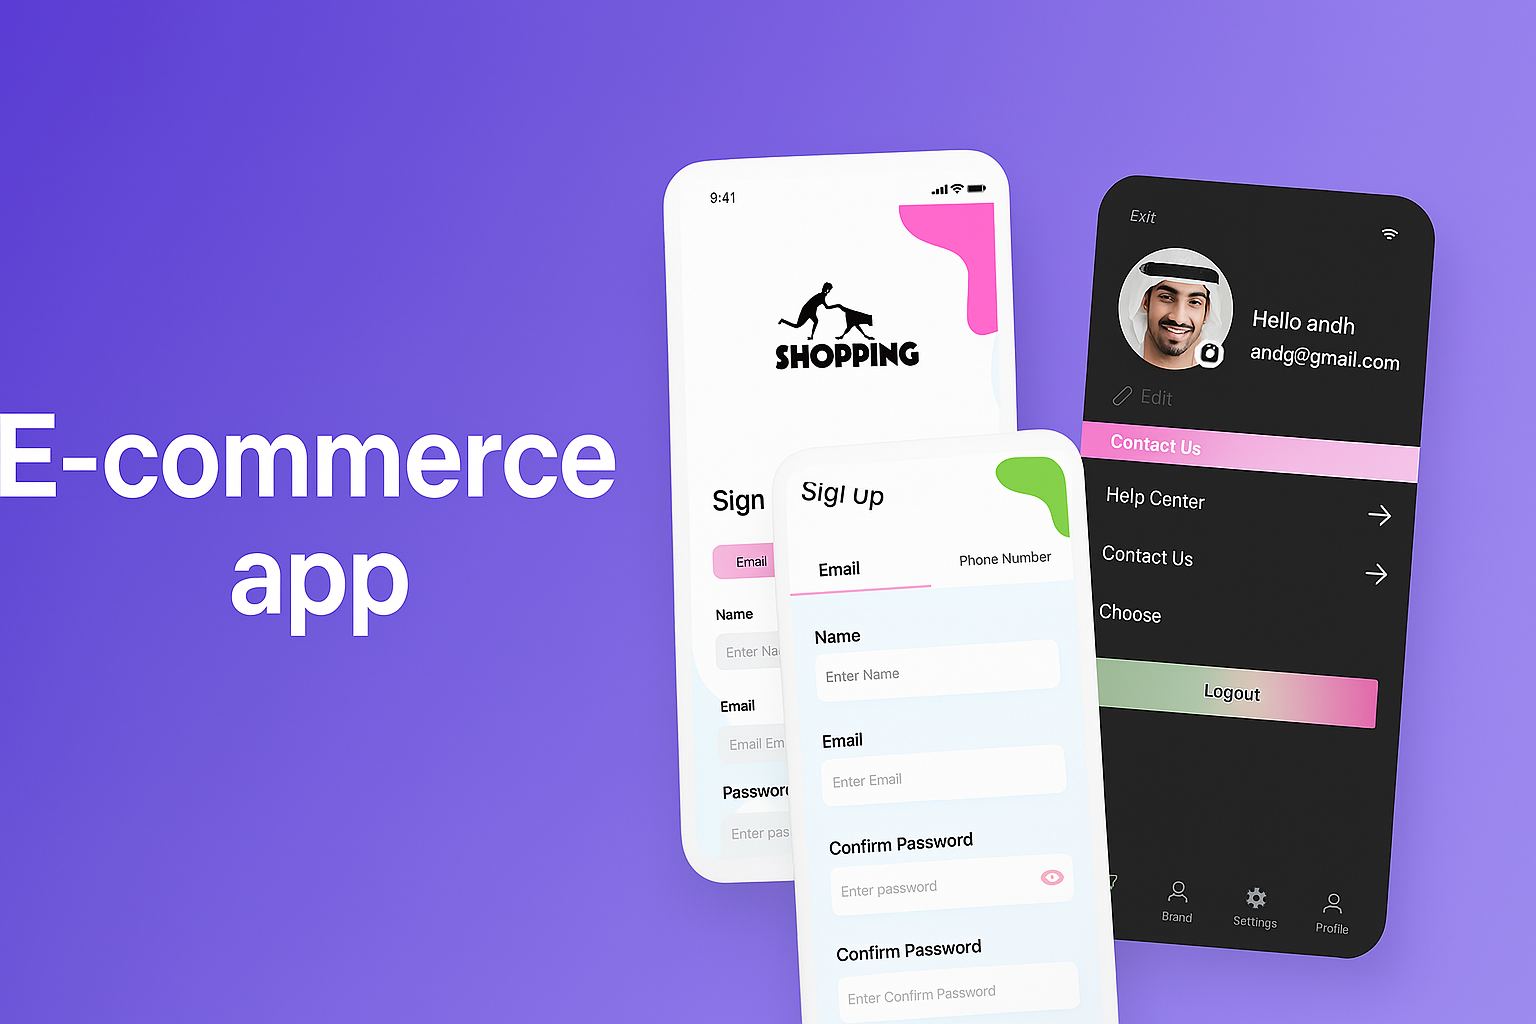 E-commerce
app
9:41
SHOPPING
Sign
Email
Name
Enter Na
Email
Email Em
Password
Enter pas
Sigl up
Email
Phone Number
Name
Enter Name
Email
Enter Email
Confirm Password
Enter password
Confirm Password
Enter Confirm Password
Exit
Hello andh
andg@gmail.com
Edit
Contact Us
Help Center
Contact Us
Choose
Logout
Brand
Settings
Profile